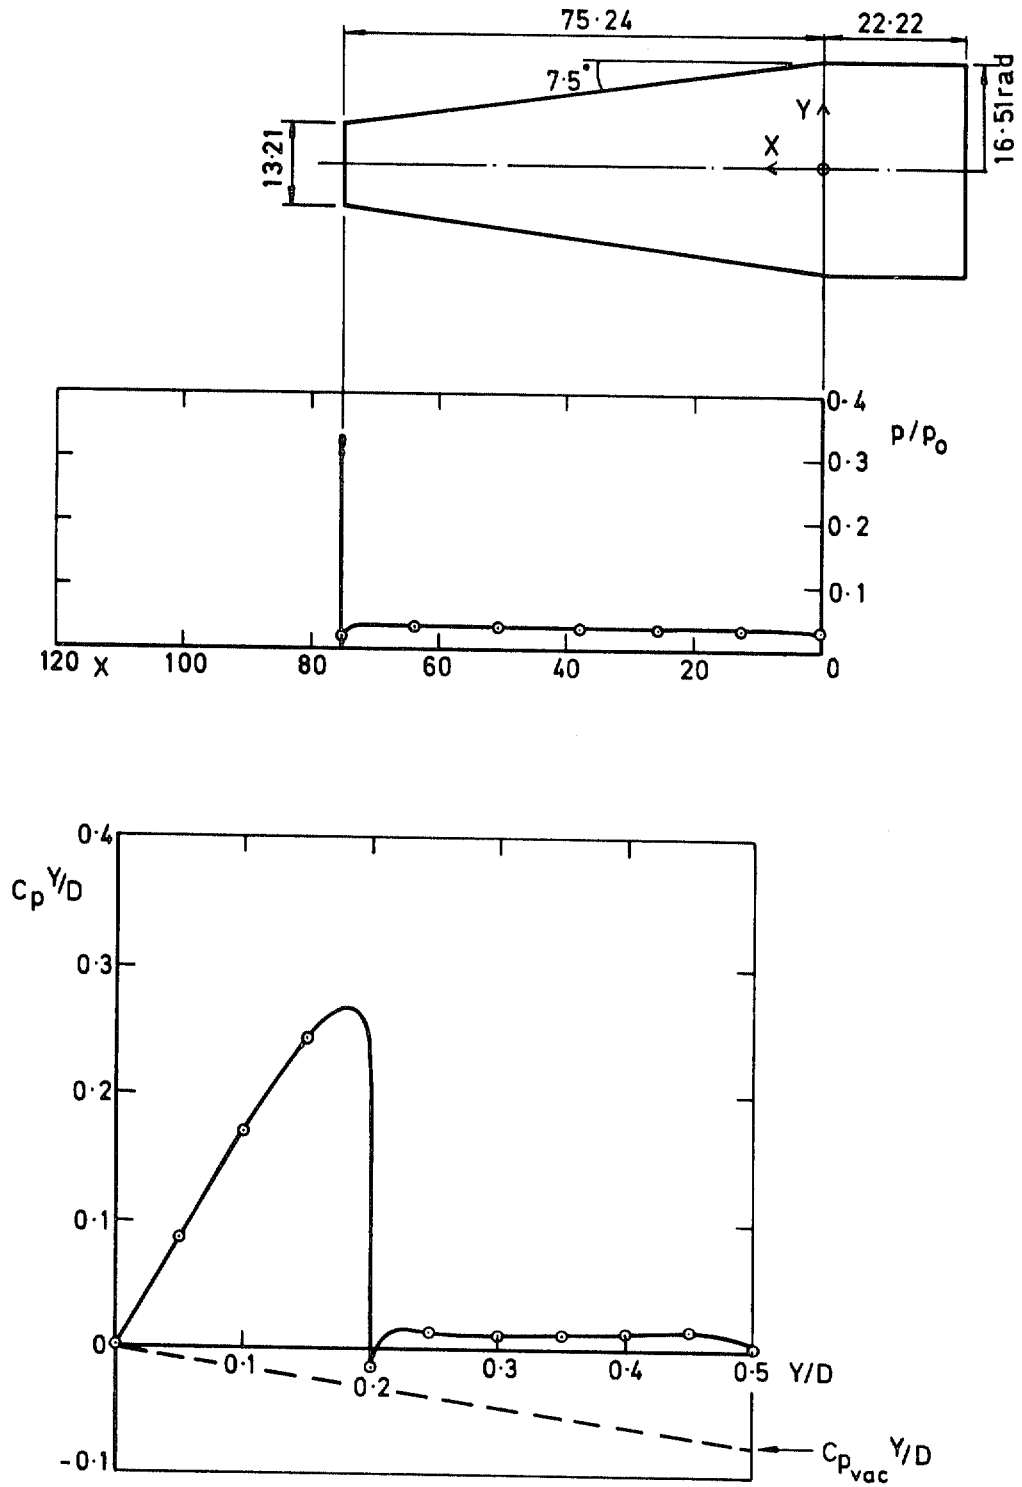 75·24
22·22
7·5°
16·51rad
Y
X
13·21
0·4
p/p₀
0·3
0·2
0·1
120 X 100 80 60 40 20 0
0·4
Cp Y/D
0·3
0·2
0·1
0
0·1 0·2 0·3 0·4 0·5 Y/D
-0·1
Cpvac Y/D